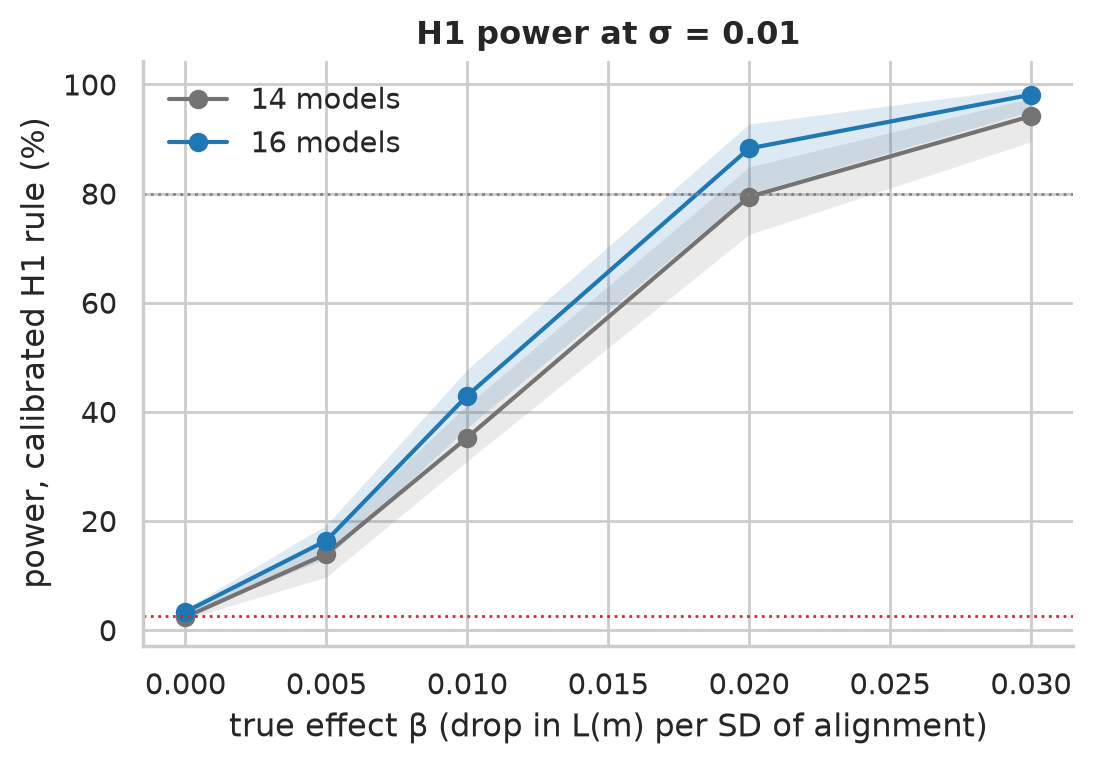 H1 power at σ = 0.01
power, calibrated H1 rule (%)
100
80
60
40
20
0
14 models
16 models
0.000 0.005 0.010 0.015 0.020 0.025 0.030
true effect β (drop in L(m) per SD of alignment)